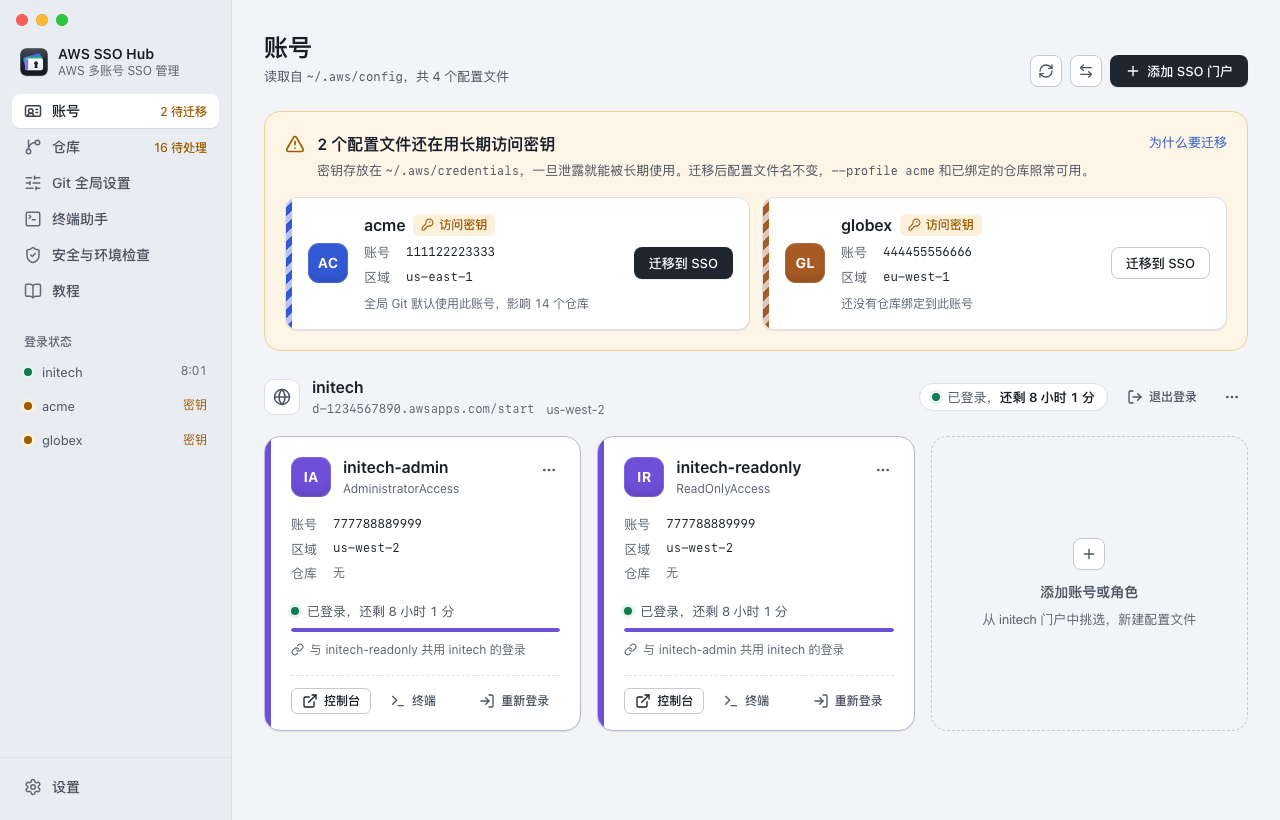 AWS SSO Hub
AWS 多账号 SSO 管理
账号
2 待迁移
仓库
16 待处理
Git 全局设置
终端助手
安全与环境检查
教程
登录状态
initech
8:01
acme
密钥
globex
密钥
设置
账号
读取自 ~/.aws/config，共 4 个配置文件
添加 SSO 门户
2 个配置文件还在用长期访问密钥
为什么要迁移
密钥存放在 ~/.aws/credentials，一旦泄露就能被长期使用。迁移后配置文件名不变，--profile acme 和已绑定的仓库照常可用。
AC
acme
访问密钥
账号 111122223333
区域 us-east-1
全局 Git 默认使用此账号，影响 14 个仓库
迁移到 SSO
GL
globex
访问密钥
账号 444455556666
区域 eu-west-1
还没有仓库绑定到此账号
迁移到 SSO
initech
d-1234567890.awsapps.com/start us-west-2
已登录，还剩 8 小时 1 分
退出登录
IA
initech-admin
AdministratorAccess
账号 777788889999
区域 us-west-2
仓库 无
已登录，还剩 8 小时 1 分
与 initech-readonly 共用 initech 的登录
控制台
终端
重新登录
IR
initech-readonly
ReadOnlyAccess
账号 777788889999
区域 us-west-2
仓库 无
已登录，还剩 8 小时 1 分
与 initech-admin 共用 initech 的登录
控制台
终端
重新登录
添加账号或角色
从 initech 门户中挑选，新建配置文件